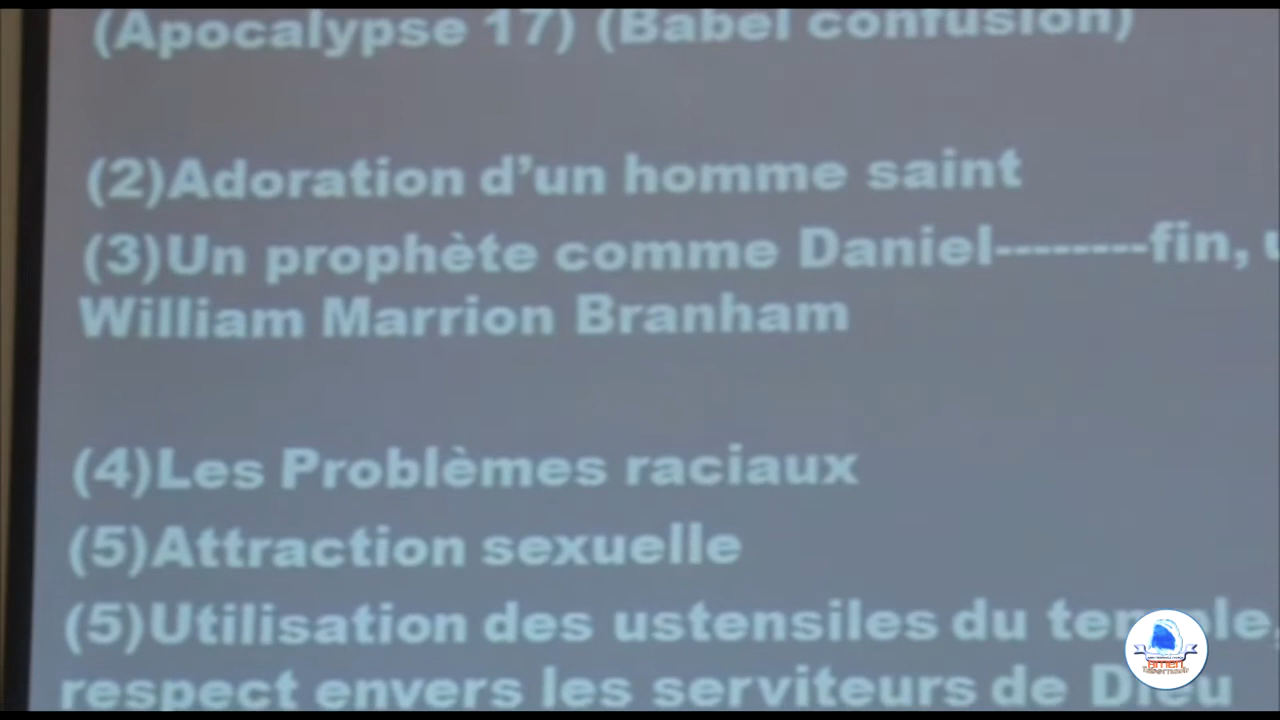 (Apocalypse 17) (Babel confusion)
(2)Adoration d'un homme saint
(3)Un prophète comme Daniel--------fin,
William Marrion Branham
(4)Les Problèmes raciaux
(5)Attraction sexuelle
(5)Utilisation des ustensiles du temple,
respect envers les serviteurs de Dieu